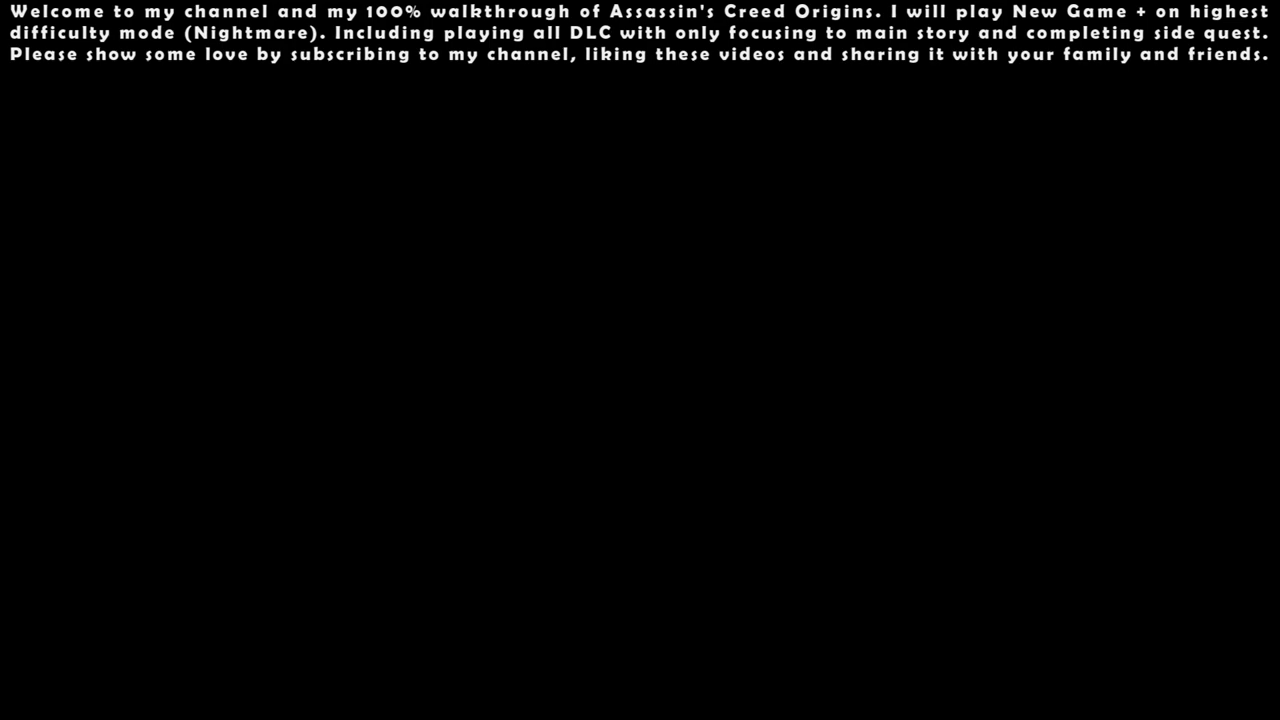 Welcome to my channel and my 100% walkthrough of Assassin's Creed Origins. I will play New Game + on highest
difficulty mode (Nightmare). Including playing all DLC with only focusing to main story and completing side quest.
Please show some love by subscribing to my channel, liking these videos and sharing it with your family and friends.